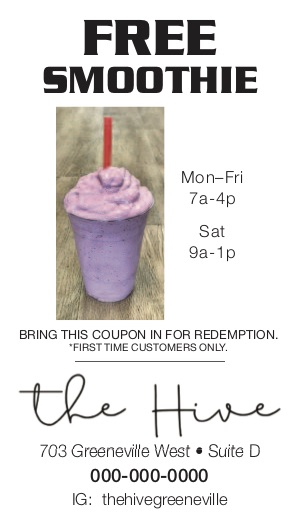 FREE
SMOOTHIE
Mon–Fri
7a-4p
Sat
9a-1p
BRING THIS COUPON IN FOR REDEMPTION.
*FIRST TIME CUSTOMERS ONLY.
the Hive
703 Greeneville West • Suite D
000-000-0000
IG: thehivegreeneville